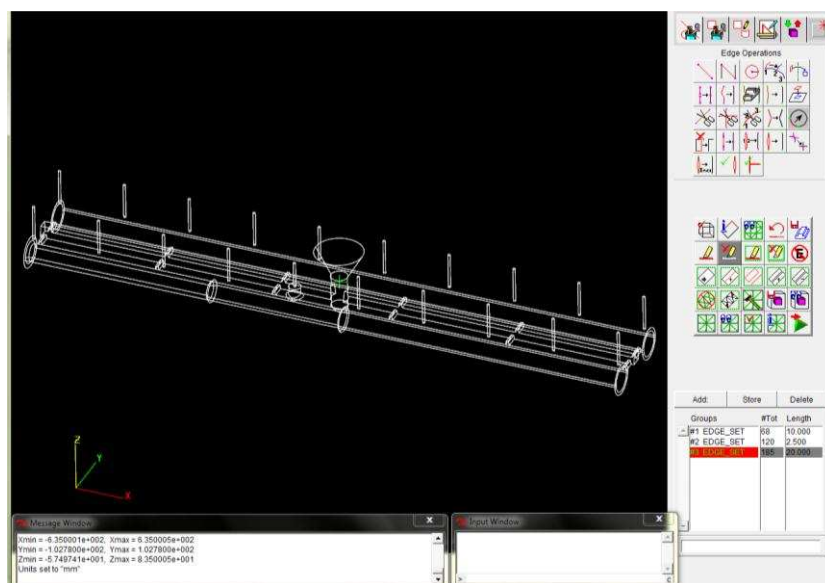 Edge Operations
Z
Y
X
Add:
Store
Delete
Groups #Tot Length
#1 EDGE_SET 68 10.000
#2 EDGE_SET 120 2.500
#3 EDGE_SET 185 20.000
Message Window
Xmin = -6.350001e+002, Xmax = 6.350005e+002
Ymin = -1.027800e+002, Ymax = 1.027800e+002
Zmin = -5.749741e+001, Zmax = 8.350005e+001
Units set to "mm"
Input Window
>